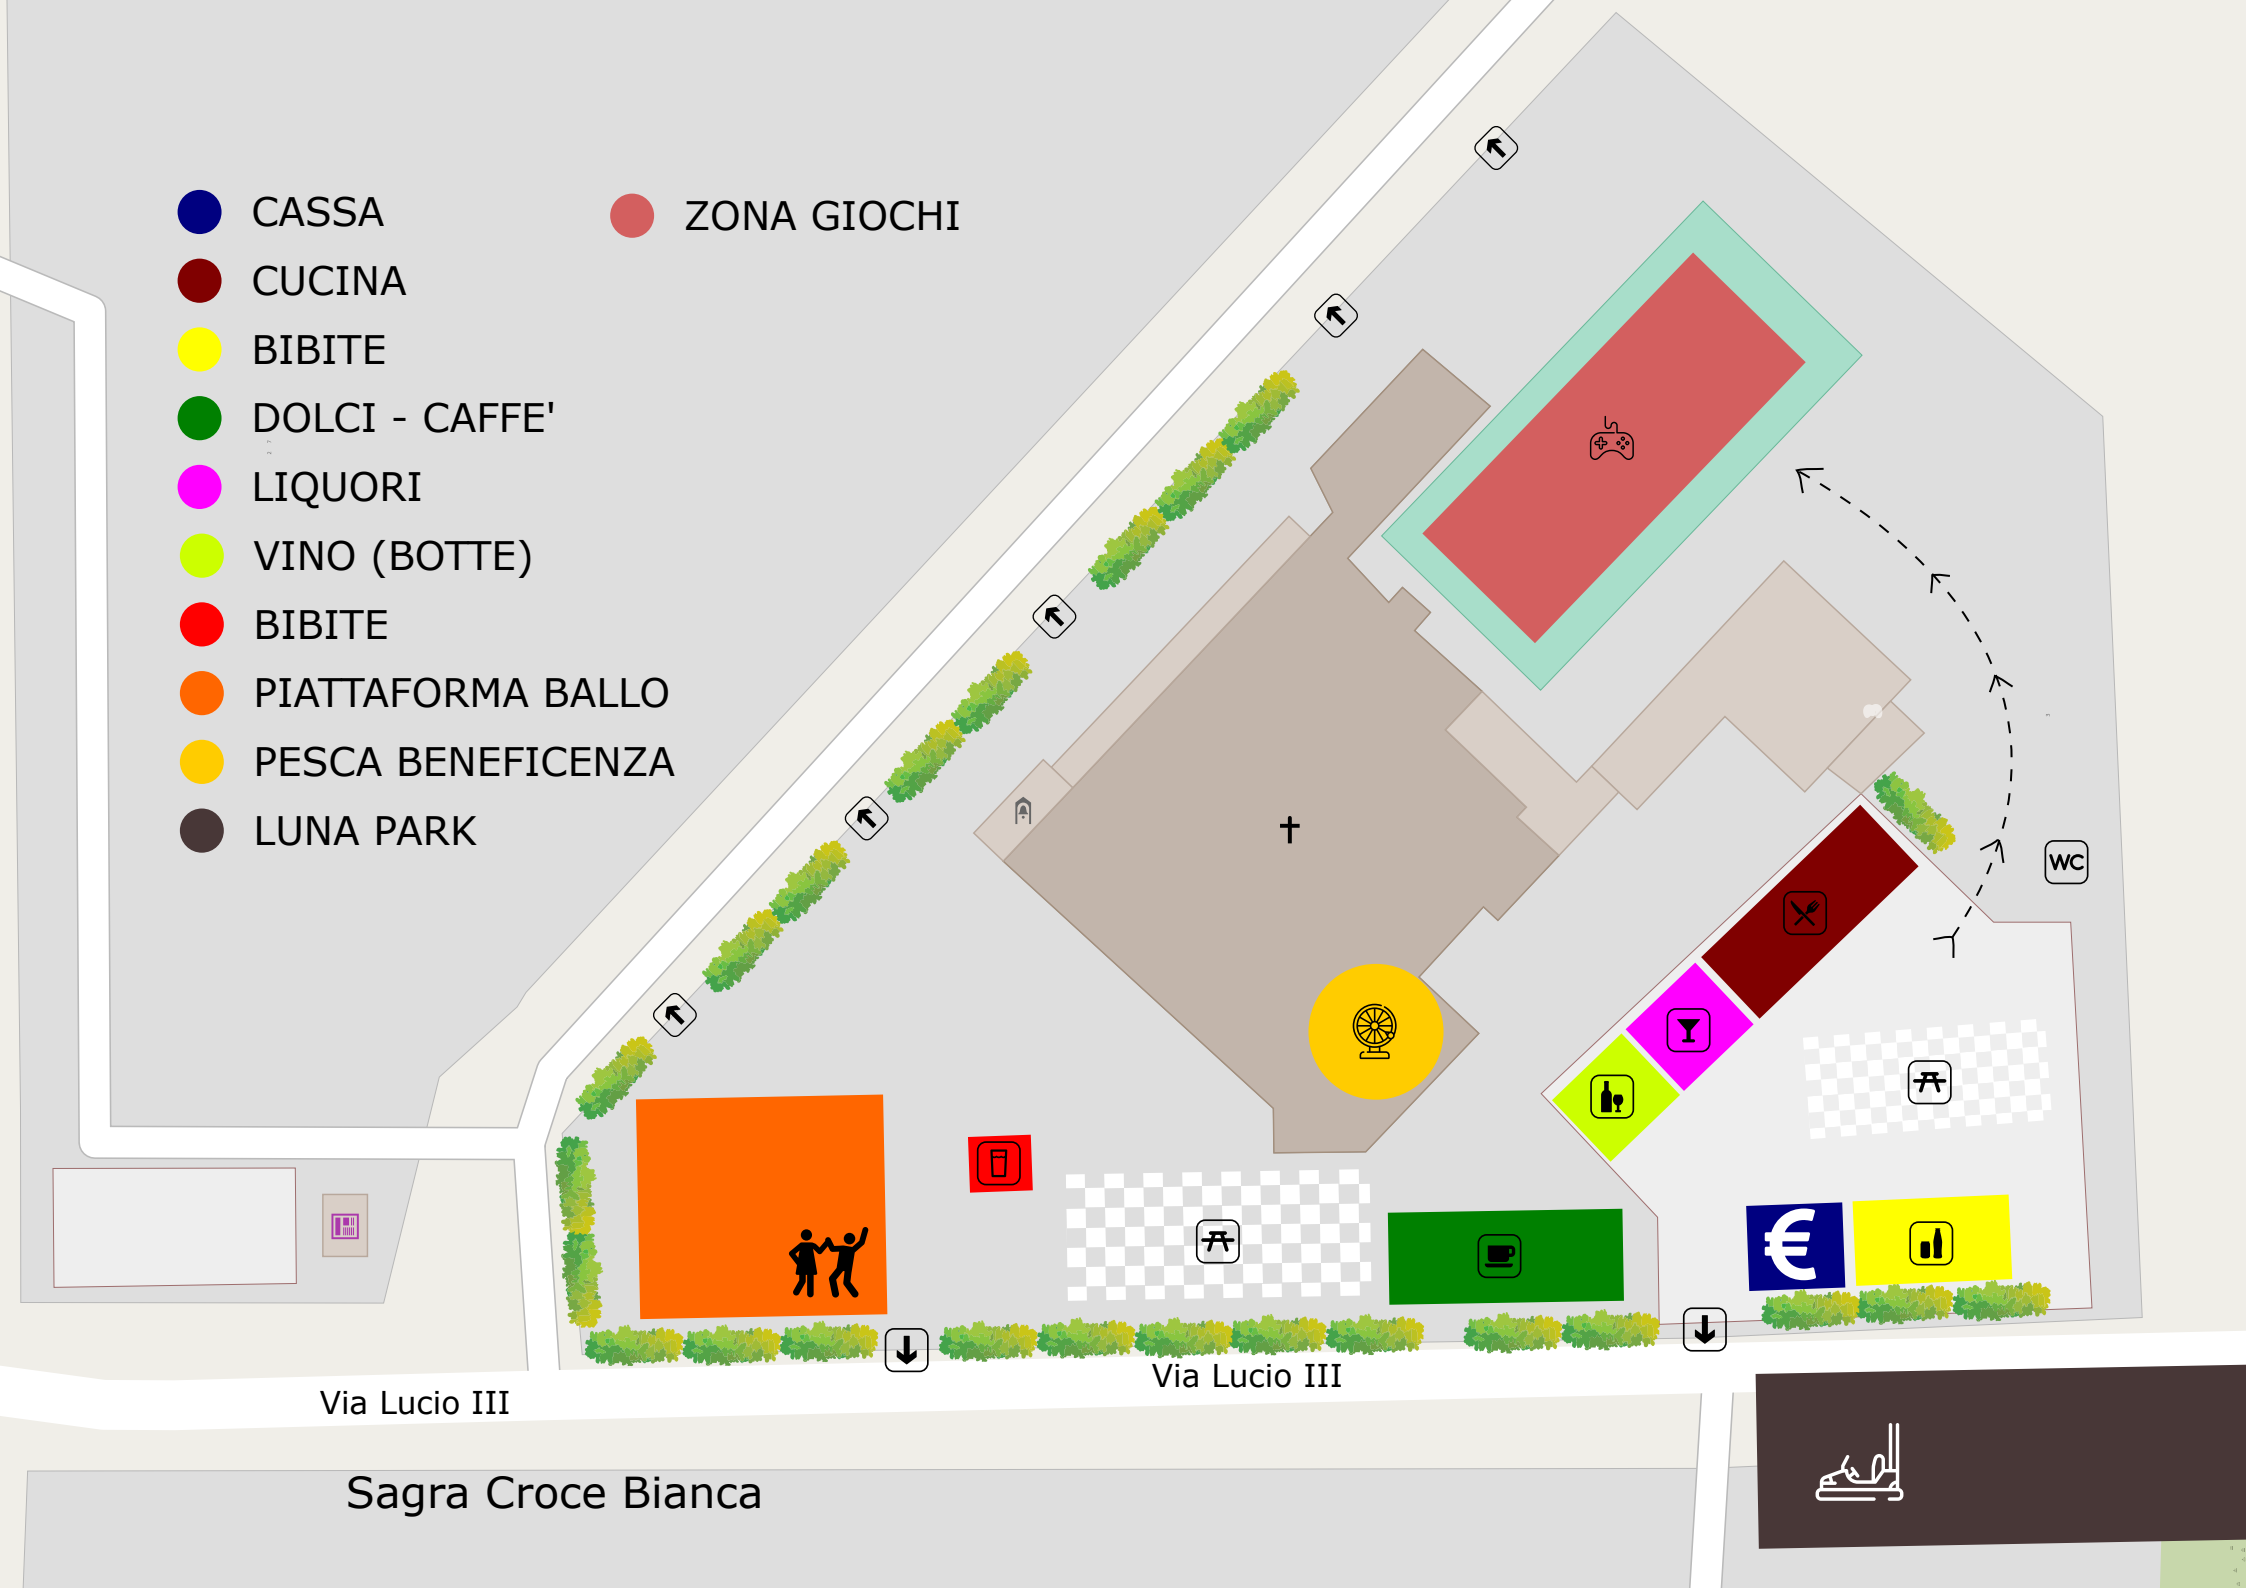 CASSA
ZONA GIOCHI
CUCINA
BIBITE
DOLCI - CAFFE'
LIQUORI
VINO (BOTTE)
BIBITE
PIATTAFORMA BALLO
PESCA BENEFICENZA
LUNA PARK
WC
€
Via Lucio III
Via Lucio III
Sagra Croce Bianca